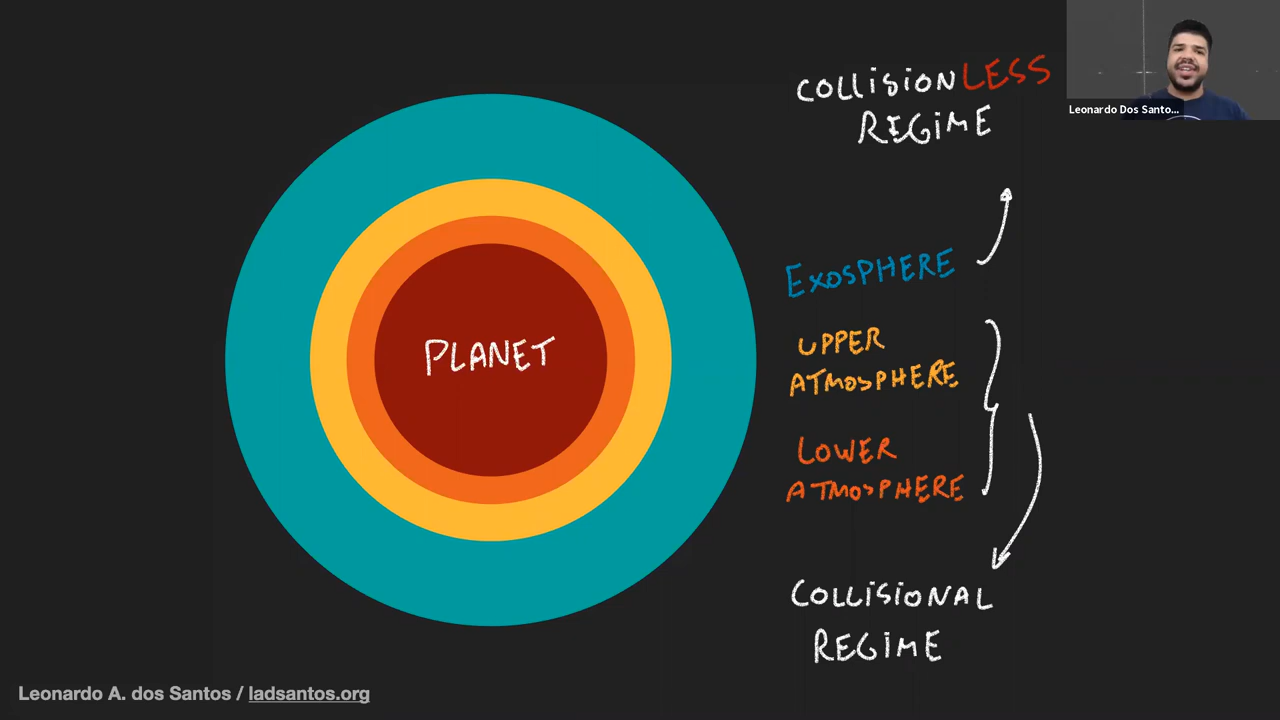 COLLISIONLESS
REGIME
Leonardo Dos Santo...
EXOSPHERE
UPPER
ATMOSPHERE
PLANET
LOWER
ATMOSPHERE
COLLISIONAL
REGIME
Leonardo A. dos Santos / ladsantos.org